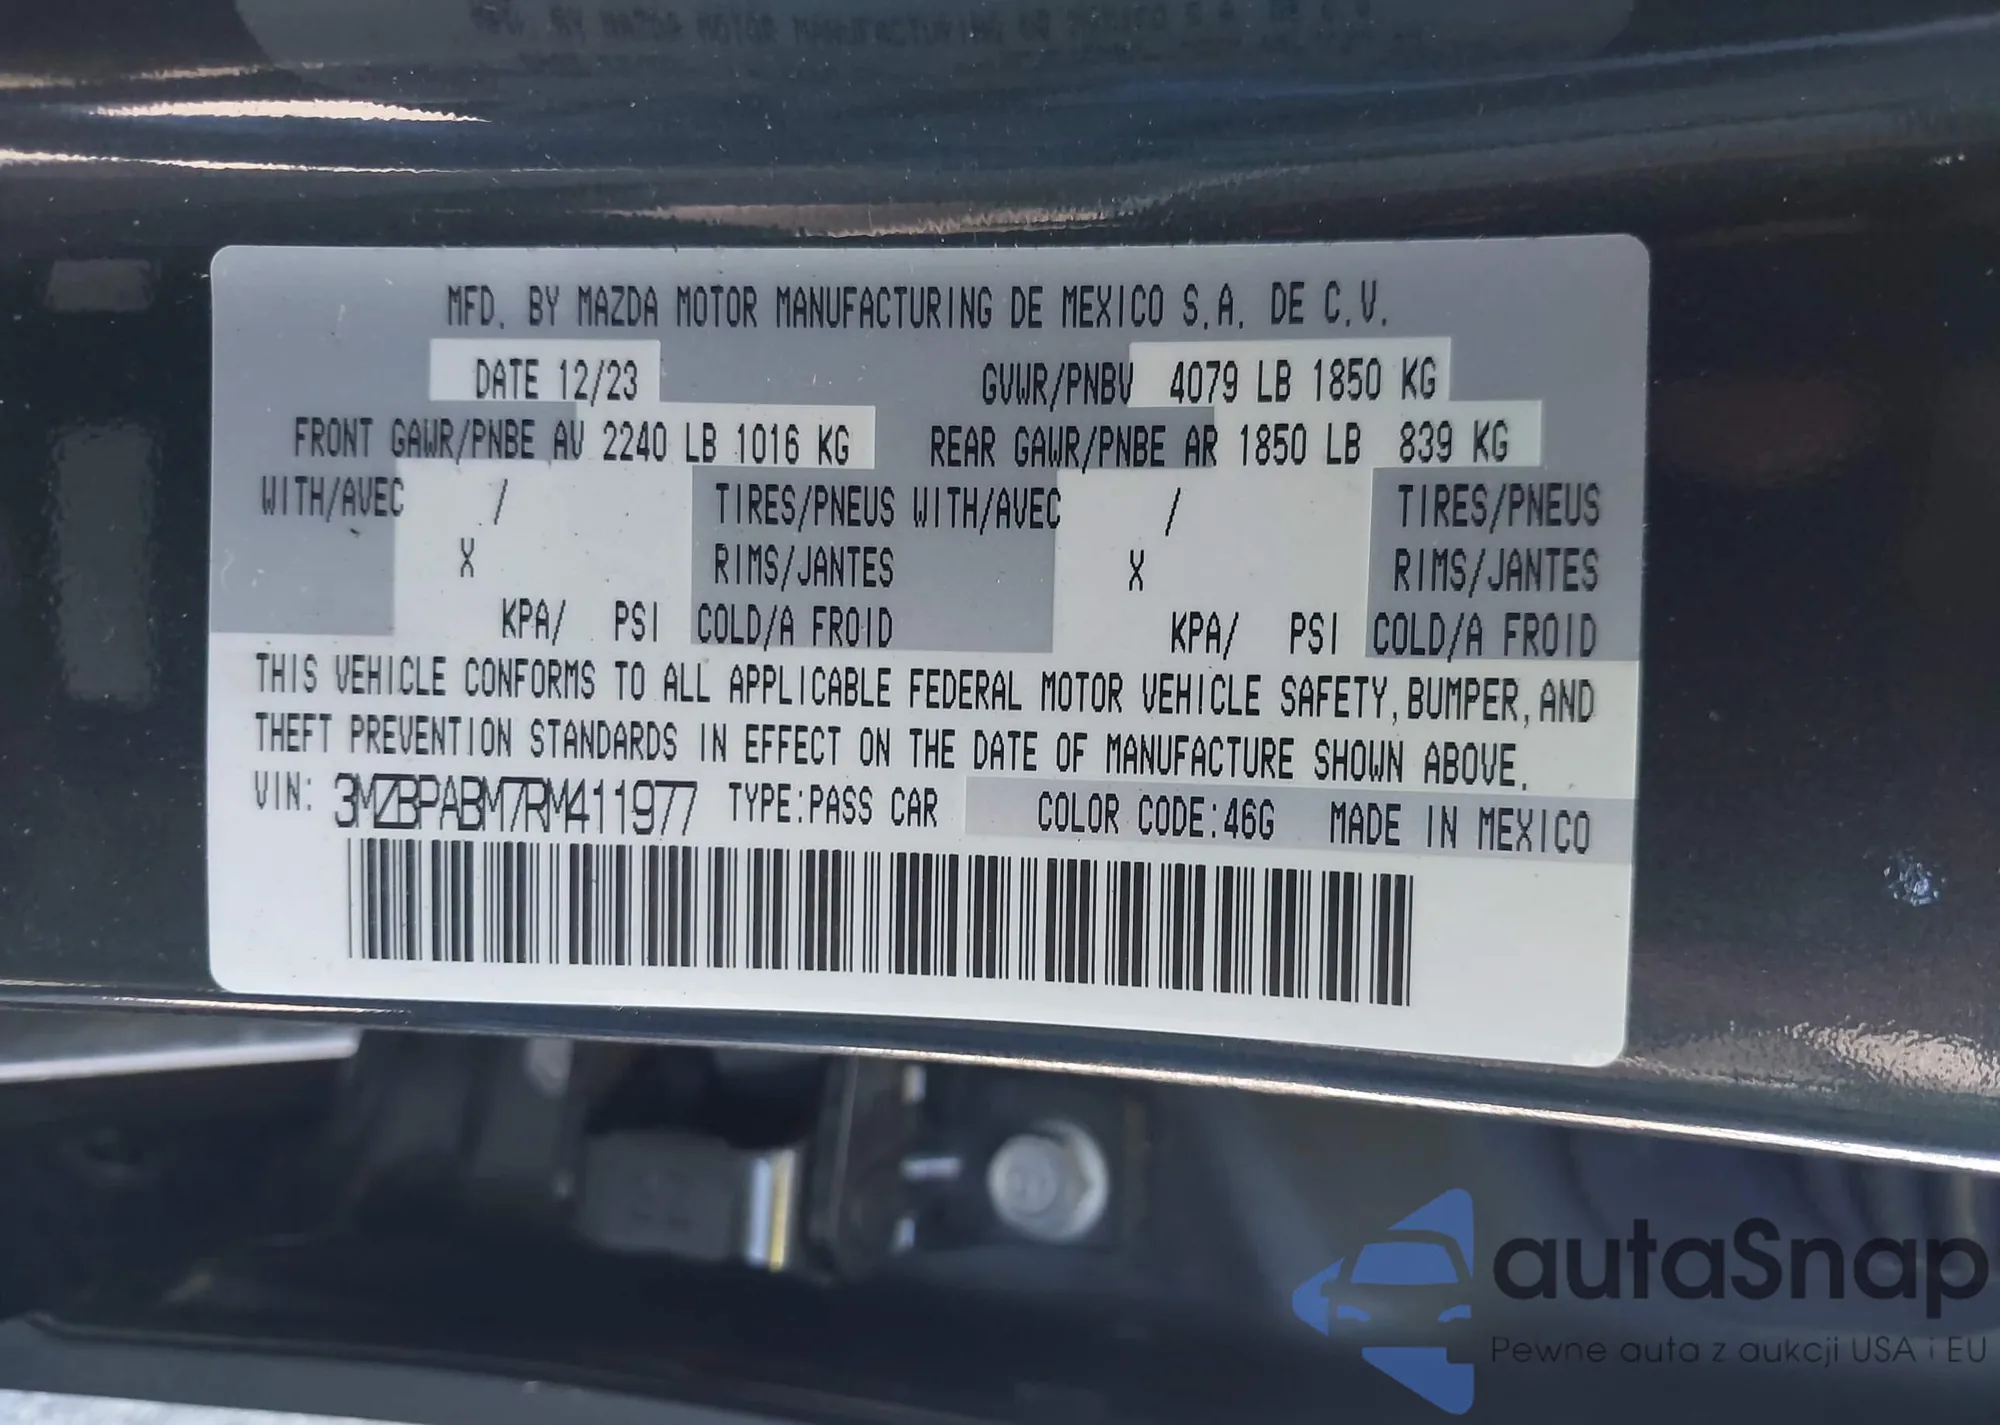 MFD. BY MAZDA MOTOR MANUFACTURING DE MEXICO S.A. DE C.V.
DATE 12/23 GVWR/PNBV 4079 LB 1850 KG
FRONT GAWR/PNBE AV 2240 LB 1016 KG REAR GAWR/PNBE AR 1850 LB 839 KG
WITH/AVEC / TIRES/PNEUS WITH/AVEC / TIRES/PNEUS
X RIMS/JANTES X RIMS/JANTES
KPA/ PSI COLD/A FROID KPA/ PSI COLD/A FROID
THIS VEHICLE CONFORMS TO ALL APPLICABLE FEDERAL MOTOR VEHICLE SAFETY, BUMPER, AND
THEFT PREVENTION STANDARDS IN EFFECT ON THE DATE OF MANUFACTURE SHOWN ABOVE.
VIN: 3MZBPABM7RM411977 TYPE:PASS CAR COLOR CODE:46G MADE IN MEXICO
autaSnap
Pewne auta z aukcji USA i EU